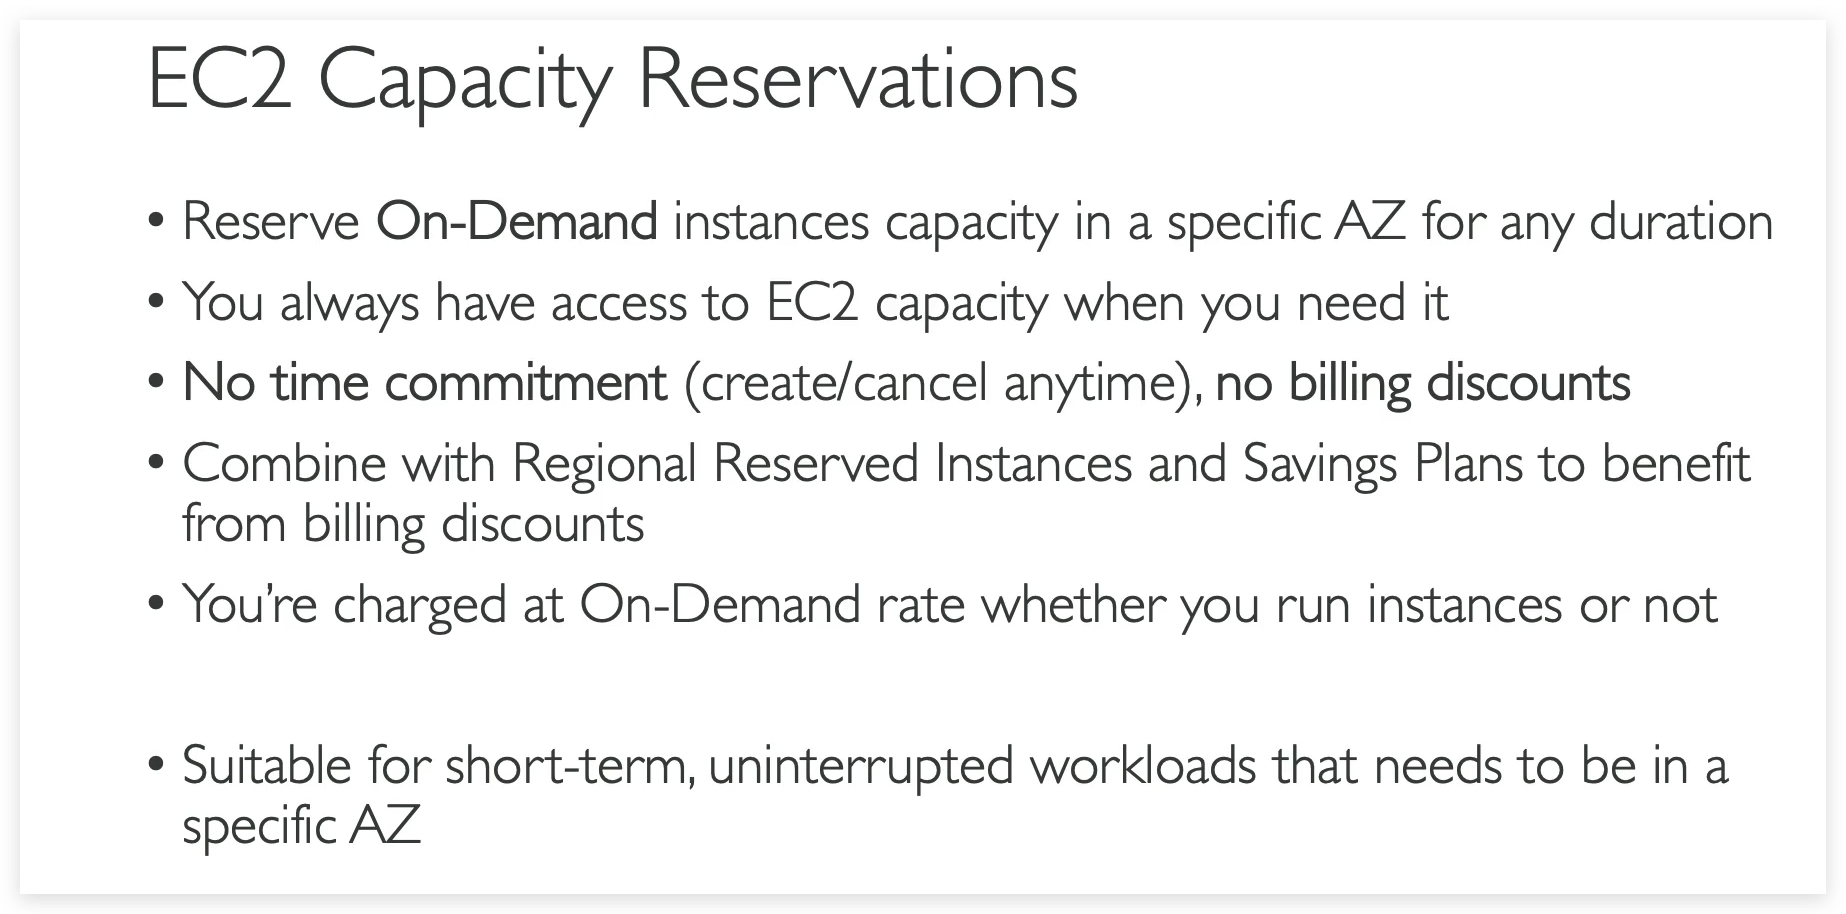 EC2 Capacity Reservations
• Reserve On-Demand instances capacity in a specific AZ for any duration
• You always have access to EC2 capacity when you need it
• No time commitment (create/cancel anytime), no billing discounts
• Combine with Regional Reserved Instances and Savings Plans to benefit
from billing discounts
• You’re charged at On-Demand rate whether you run instances or not
• Suitable for short-term, uninterrupted workloads that needs to be in a
specific AZ